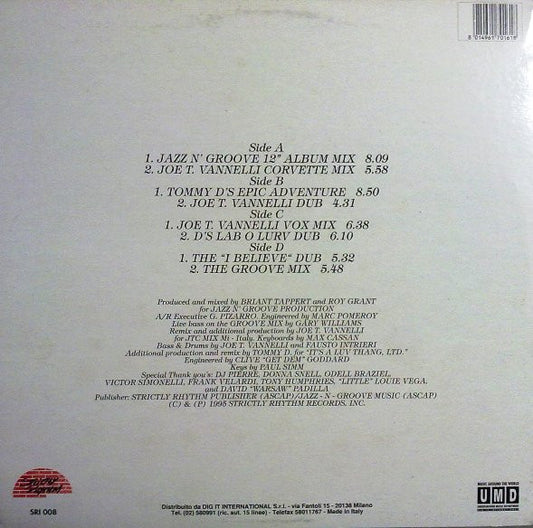 8 014961 701618
Side A
1. JAZZ N' GROOVE 12" ALBUM MIX 8.09
2. JOE T. VANNELLI CORVETTE MIX 5.58
Side B
1. TOMMY D'S EPIC ADVENTURE 8.50
2. JOE T. VANNELLI DUB 4.31
Side C
1. JOE T. VANNELLI VOX MIX 6.38
2. D'S LAB O LURV DUB 6.10
Side D
1. THE "I BELIEVE" DUB 5.32
2. THE GROOVE MIX 5.48
Produced and mixed by BRIANT TAPPERT and ROY GRANT
for JAZZ N' GROOVE PRODUCTION
A/R Executive G. PIZARRO. Engineered by MARC POMEROY
Live bass on the GROOVE MIX by GARY WILLIAMS
Remix and additional production by JOE T. VANNELLI
for JTC MIX Mi - Italy. Keyboards by MAX CASSAN
Bass & Drums by JOE T. VANNELLI and FAUSTO INTRIERI
Additional production and remix by TOMMY D. for "IT'S A LUV THANG, LTD."
Engineered by CLIVE "GET DEM" GODDARD
Keys by PAUL SIMM
Special Thank you's: DJ PIERRE, DONNA SNELL, ODELL BRAZIEL,
VICTOR SIMONELLI, FRANK VELARDI, TONY HUMPHRIES, "LITTLE" LOUIE VEGA,
and DAVID "WARSAW" PADILLA
Publisher: STRICTLY RHYTHM PUBLISHER (ASCAP)/JAZZ - N - GROOVE MUSIC (ASCAP)
(C) & (P) 1995 STRICTLY RHYTHM RECORDS, INC.
Strictly Rhythm
SRI 008
Distribuito da DIG IT INTERNATIONAL S.r.l. - via Fantoli 15 - 20138 Milano
Tel. (02) 580991 (ric. aut. 15 linee) - Telefax 58011767 - Made in Italy
MUSIC AROUND THE WORLD
UMD